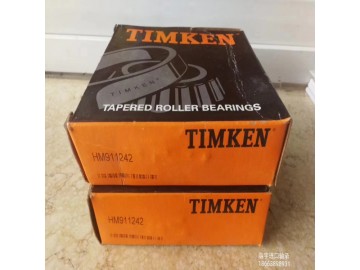 TIMKEN
TIMKEN
TAPERED ROLLER BEARINGS
TIMKEN
HM911242
TIMKEN
HM911242